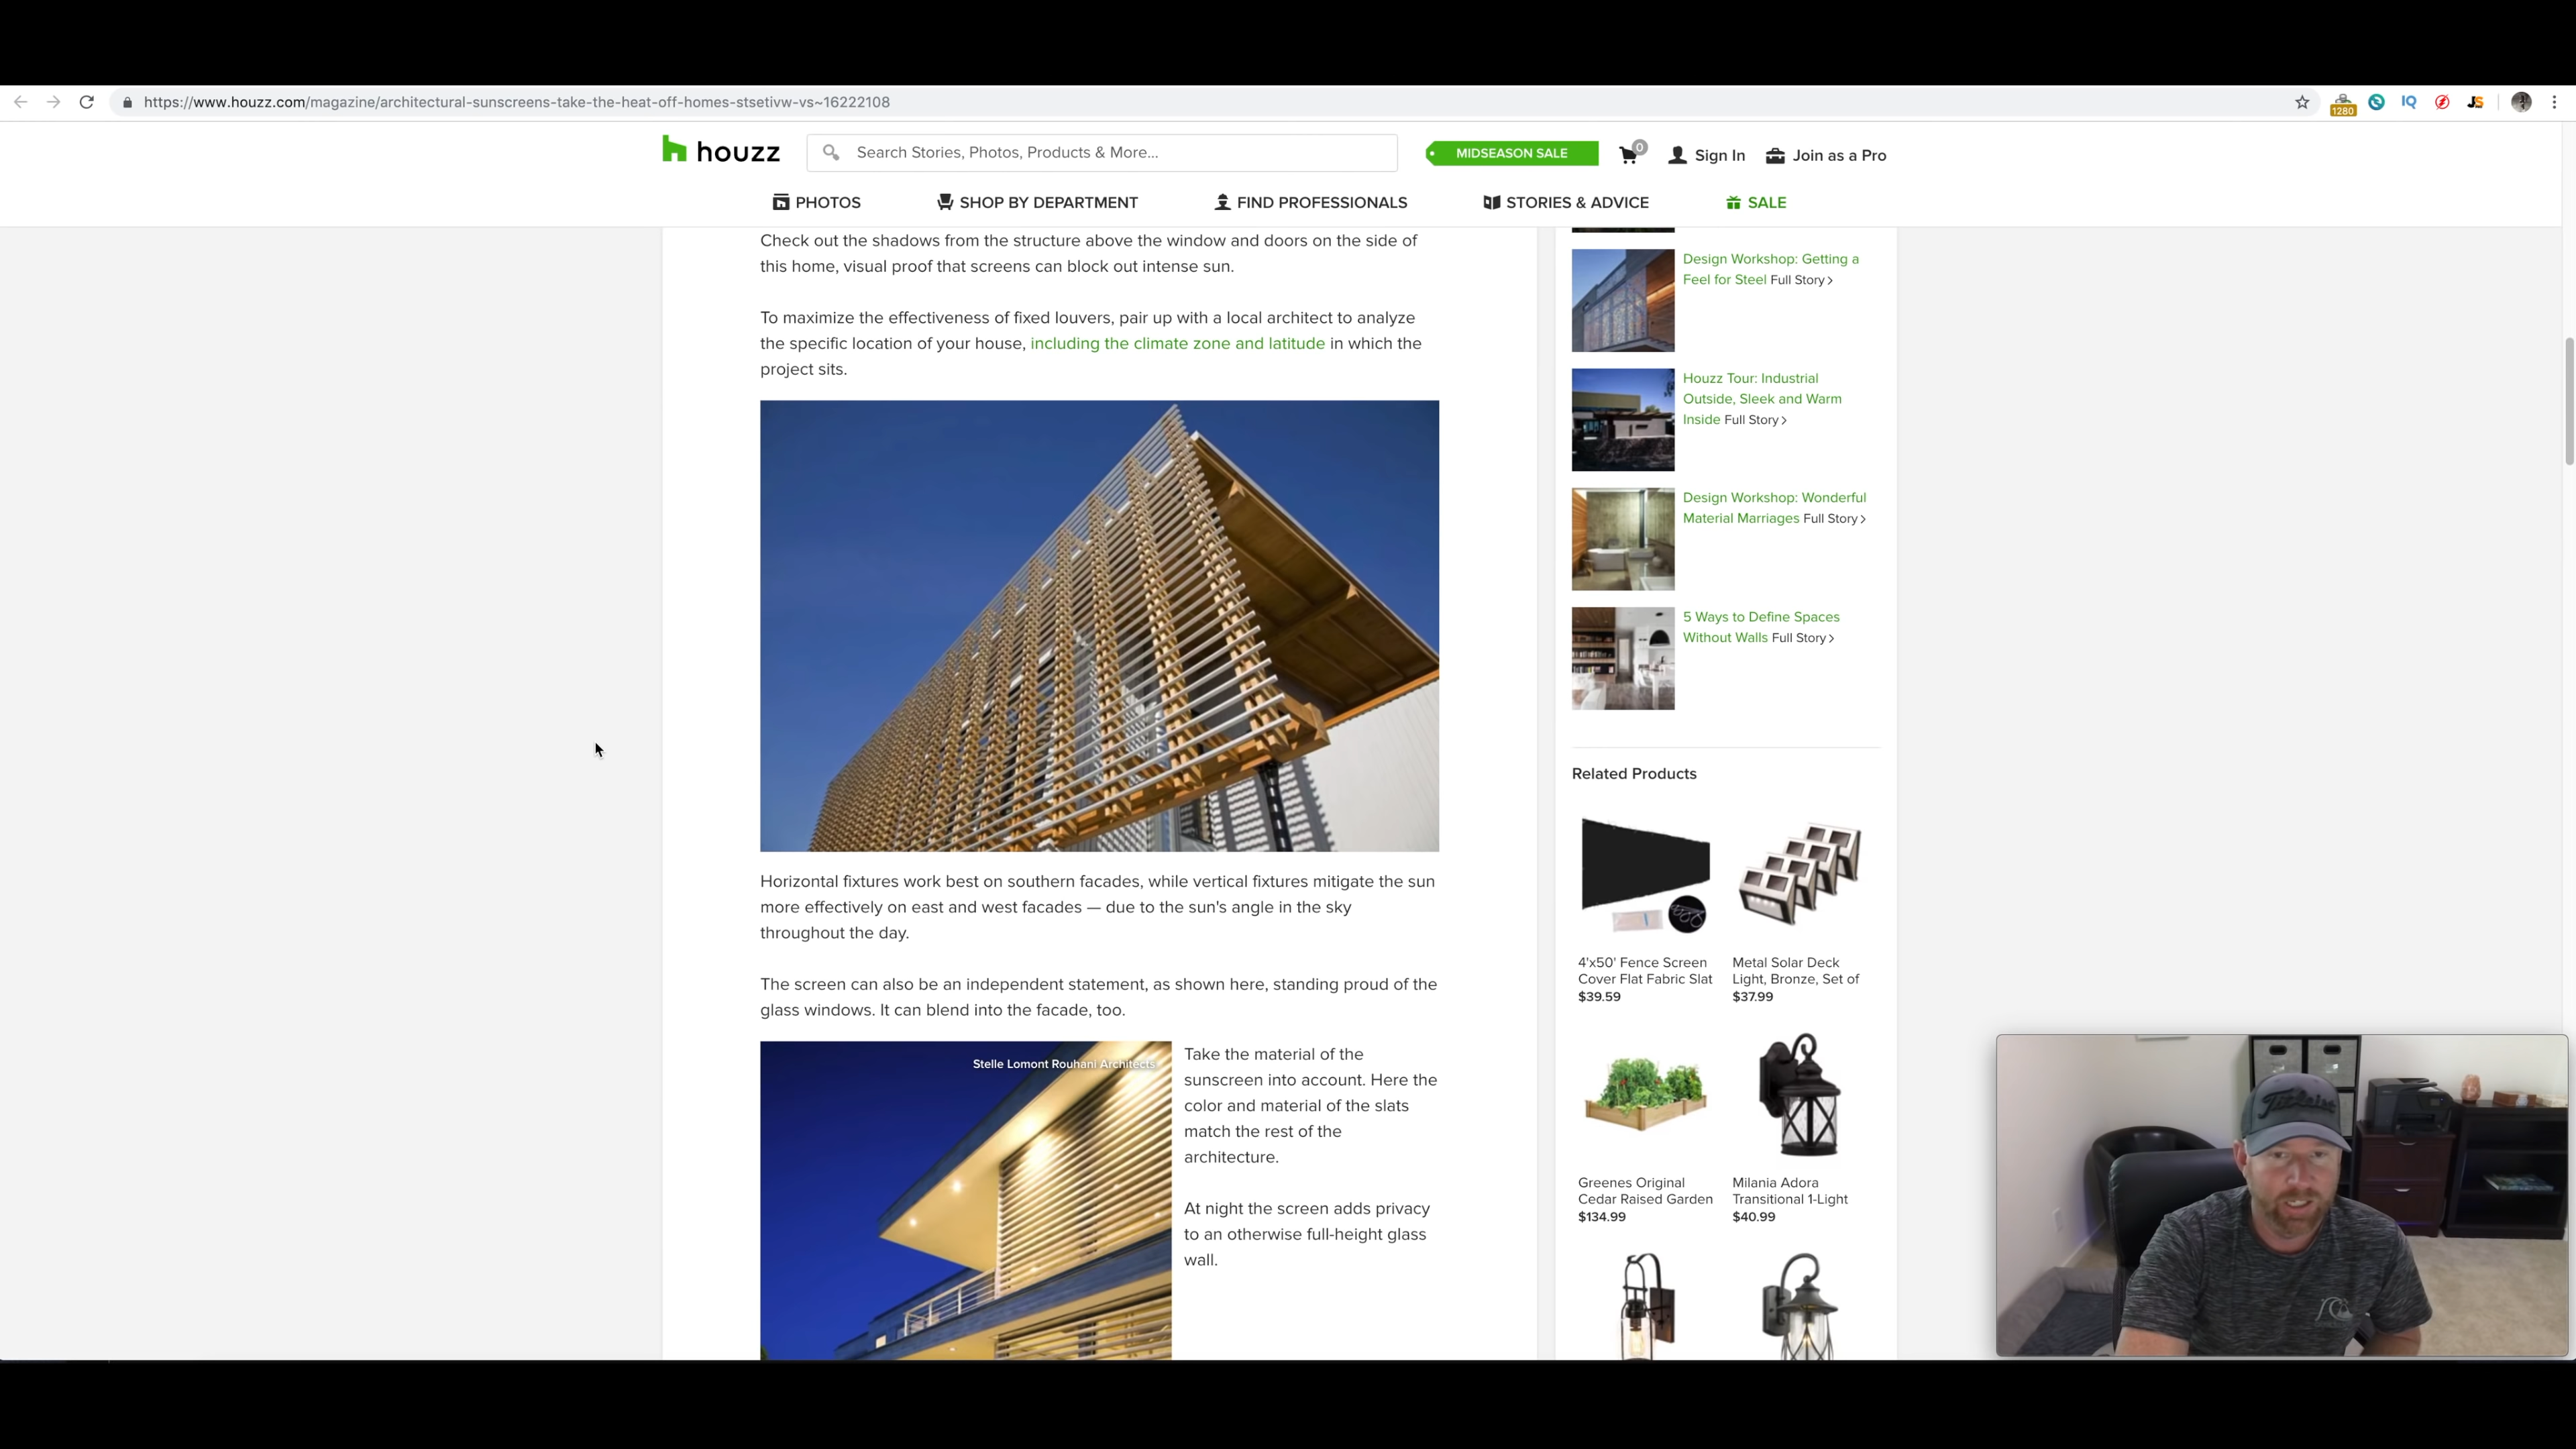 https://www.houzz.com/magazine/architectural-sunscreens-take-the-heat-off-homes-stsetivw-vs~16222108
1280
IQ
JS
houzz
Search Stories, Photos, Products & More...
MIDSEASON SALE
0
Sign In
Join as a Pro
PHOTOS
SHOP BY DEPARTMENT
FIND PROFESSIONALS
STORIES & ADVICE
SALE
Check out the shadows from the structure above the window and doors on the side of
this home, visual proof that screens can block out intense sun.
To maximize the effectiveness of fixed louvers, pair up with a local architect to analyze
the specific location of your house, including the climate zone and latitude in which the
project sits.
Horizontal fixtures work best on southern facades, while vertical fixtures mitigate the sun
more effectively on east and west facades — due to the sun's angle in the sky
throughout the day.
The screen can also be an independent statement, as shown here, standing proud of the
glass windows. It can blend into the facade, too.
Stelle Lomont Rouhani Architects
Take the material of the
sunscreen into account. Here the
color and material of the slats
match the rest of the
architecture.
At night the screen adds privacy
to an otherwise full-height glass
wall.
Design Workshop: Getting a
Feel for Steel Full Story >
Houzz Tour: Industrial
Outside, Sleek and Warm
Inside Full Story >
Design Workshop: Wonderful
Material Marriages Full Story >
5 Ways to Define Spaces
Without Walls Full Story >
Related Products
4'x50' Fence Screen
Cover Flat Fabric Slat
$39.59
Metal Solar Deck
Light, Bronze, Set of
$37.99
Greenes Original
Cedar Raised Garden
$134.99
Milania Adora
Transitional 1-Light
$40.99
Titleist